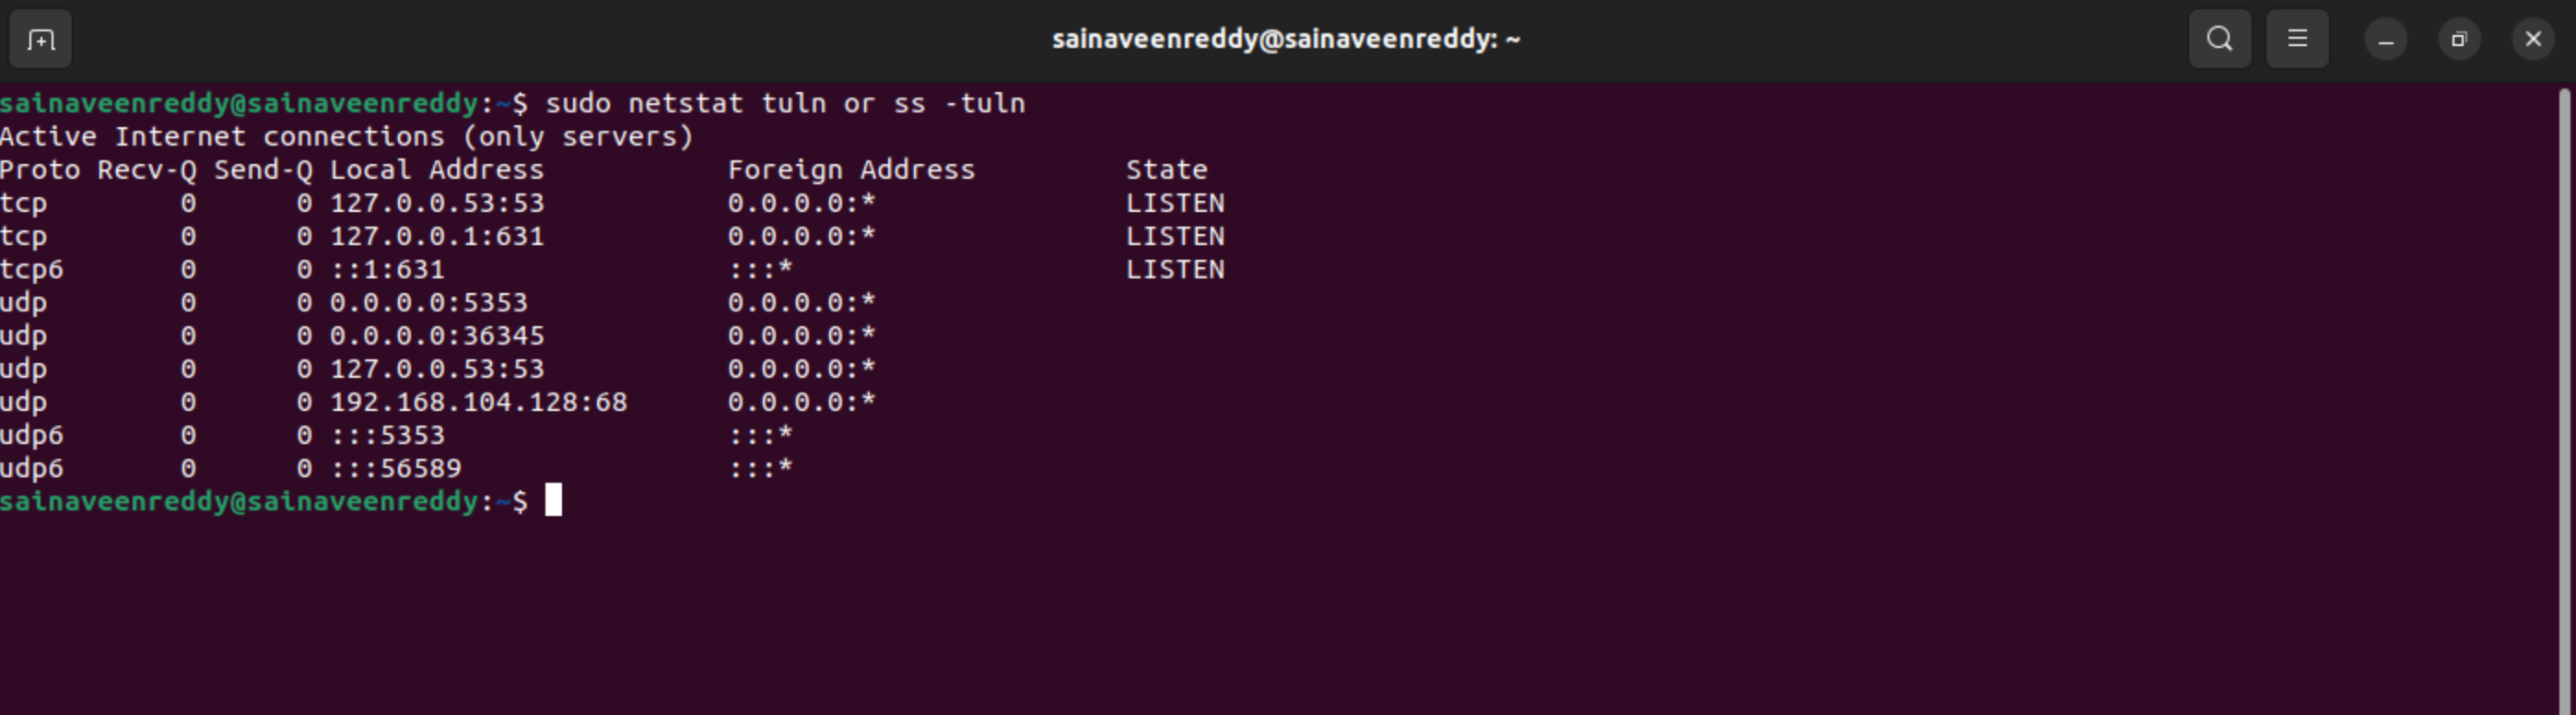 sainaveenreddy@sainaveenreddy: ~
sainaveenreddy@sainaveenreddy:~$ sudo netstat tuln or ss -tuln
Active Internet connections (only servers)
Proto Recv-Q Send-Q Local Address           Foreign Address         State
tcp        0      0 127.0.0.53:53           0.0.0.0:*               LISTEN
tcp        0      0 127.0.0.1:631           0.0.0.0:*               LISTEN
tcp6       0      0 ::1:631                 :::*                    LISTEN
udp        0      0 0.0.0.0:5353            0.0.0.0:*
udp        0      0 0.0.0.0:36345           0.0.0.0:*
udp        0      0 127.0.0.53:53           0.0.0.0:*
udp        0      0 192.168.104.128:68      0.0.0.0:*
udp6       0      0 :::5353                 :::*
udp6       0      0 :::56589                :::*
sainaveenreddy@sainaveenreddy:~$